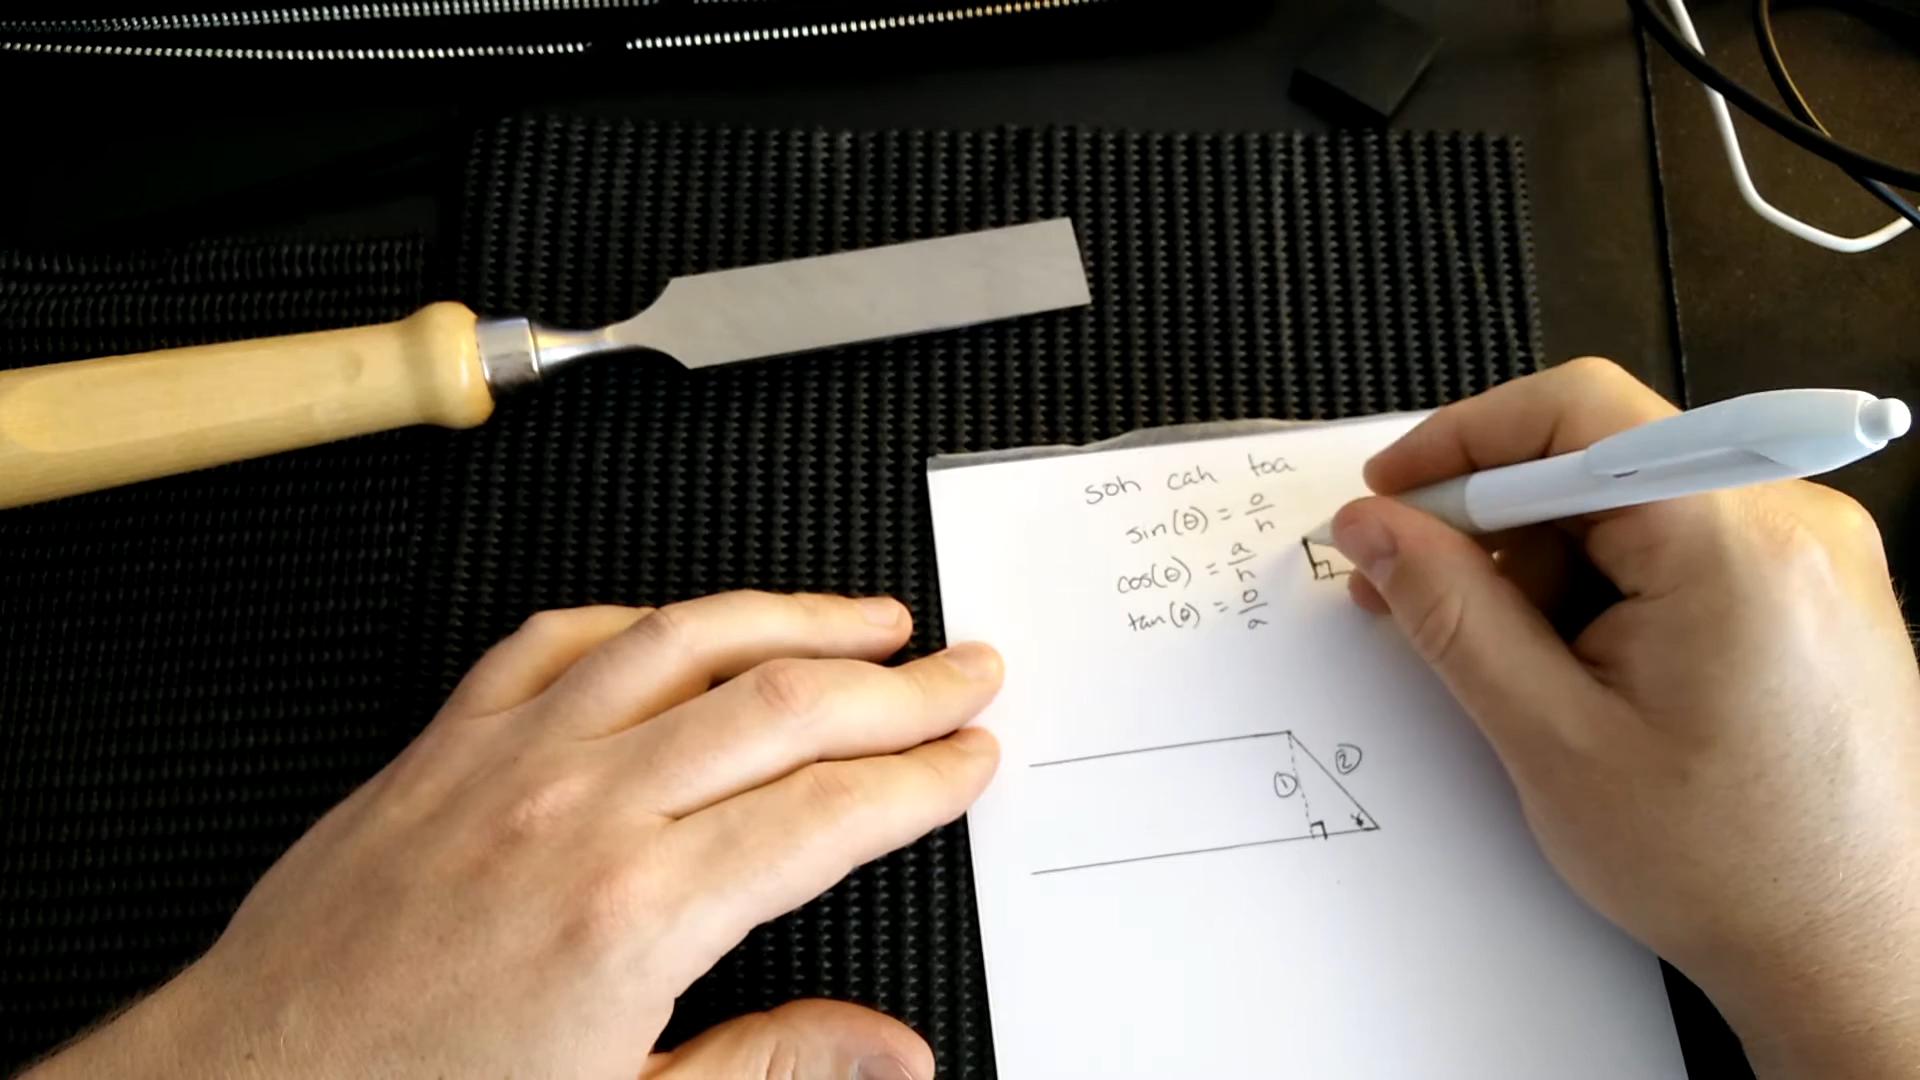 soh cah toa
sin(θ) = o/h
cos(θ) = a/h
tan(θ) = o/a
②
①
x